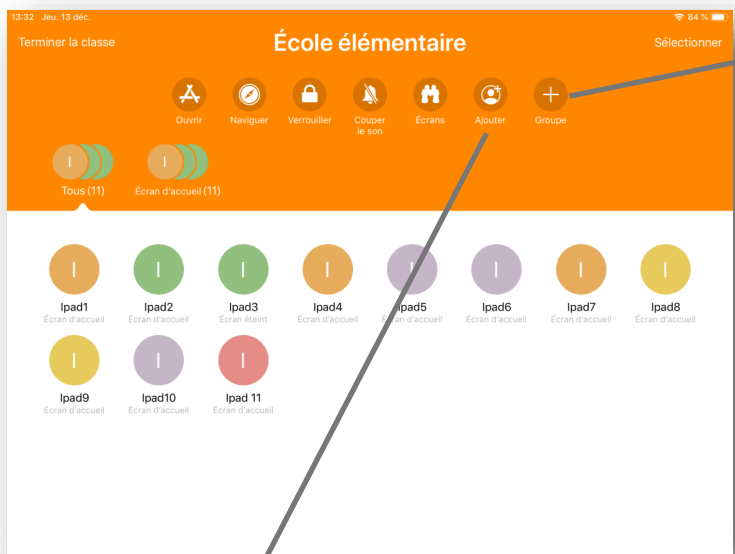 13:32 Jeu. 13 déc.
84 %
Terminer la classe
École élémentaire
Sélectionner
Ouvrir
Naviguer
Verrouiller
Couper
le son
Écrans
Ajouter
Groupe
I
I
Tous (11)
Écran d'accueil (11)
I I I I I I I I
Ipad1 Ipad2 Ipad3 Ipad4 Ipad5 Ipad6 Ipad7 Ipad8
Écran d'accueil Écran d'accueil Écran éteint Écran d'accueil Écran d'accueil Écran d'accueil Écran d'accueil Écran d'accueil
I I I
Ipad9 Ipad10 Ipad 11
Écran d'accueil Écran d'accueil Écran d'accueil